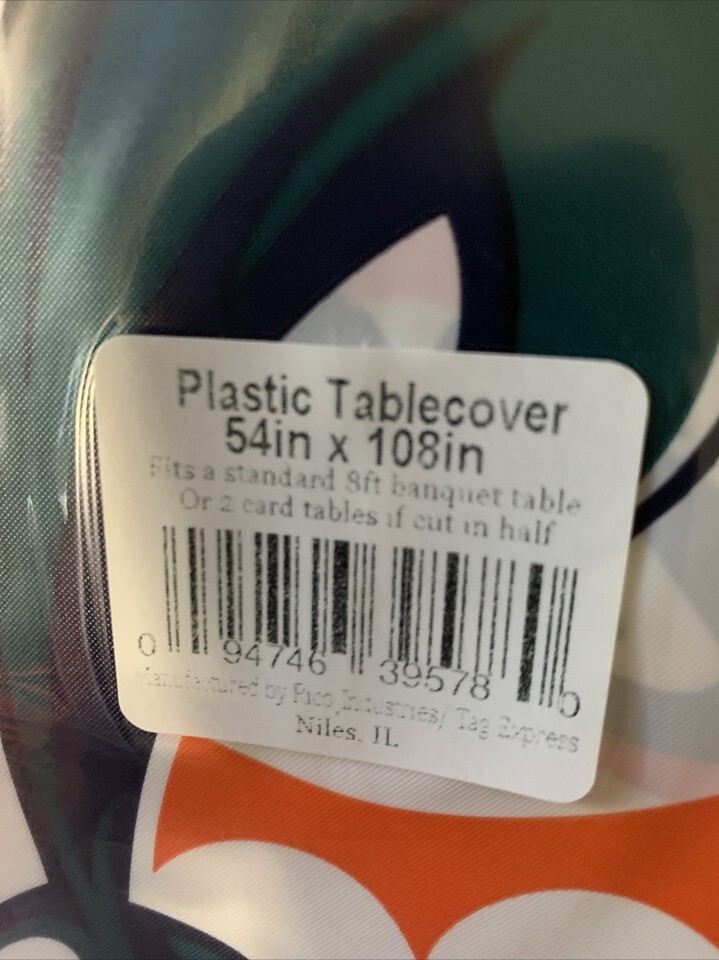 Plastic Tablecover
54in x 108in
Fits a standard 8ft banquet table
Or 2 card tables if cut in half
0 94746 39578 0
Manufactured by Rico Industries/ Tag Express
Niles, IL